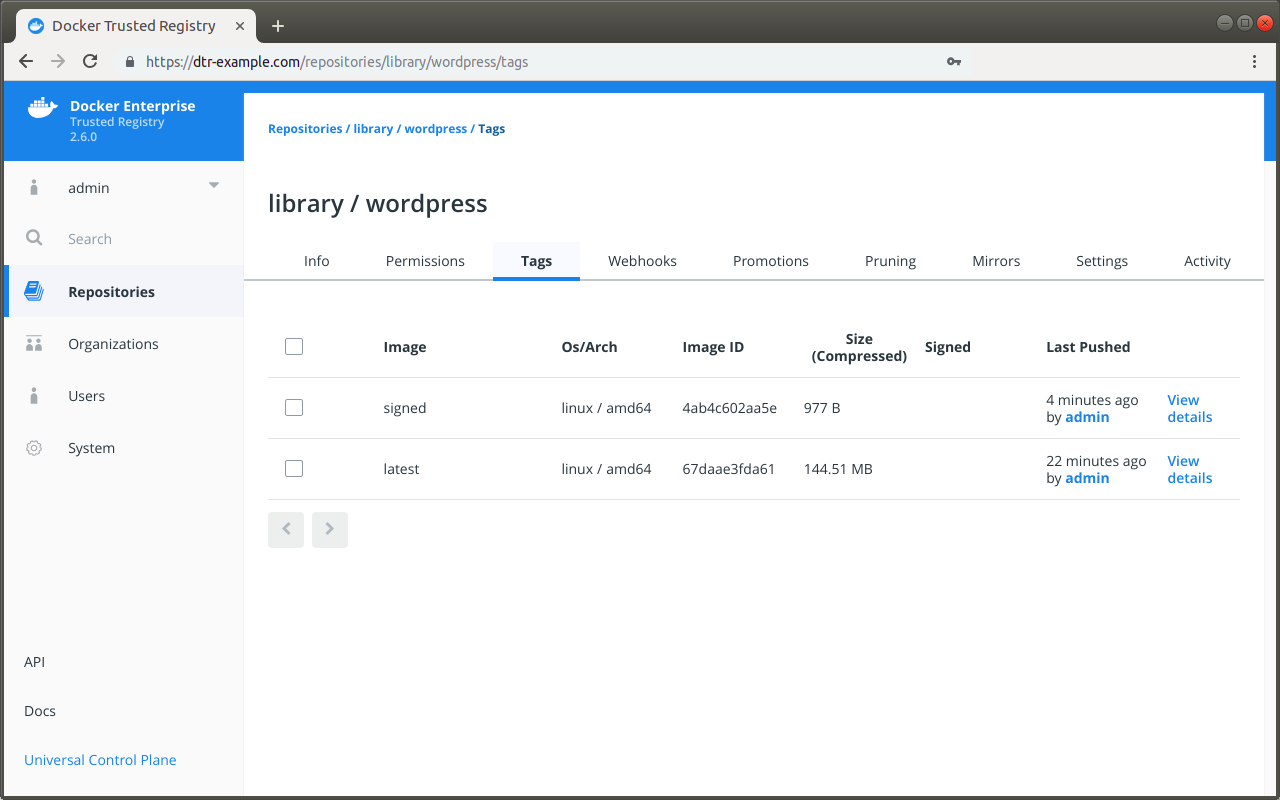 Docker Trusted Registry
https://dtr-example.com/repositories/library/wordpress/tags
Docker Enterprise
Trusted Registry
2.6.0
admin
Search
Repositories
Organizations
Users
System
API
Docs
Universal Control Plane
Repositories / library / wordpress / Tags
library / wordpress
Info Permissions Tags Webhooks Promotions Pruning Mirrors Settings Activity
Image Os/Arch Image ID Size (Compressed) Signed Last Pushed
signed linux / amd64 4ab4c602aa5e 977 B 4 minutes ago by admin View details
latest linux / amd64 67daae3fda61 144.51 MB 22 minutes ago by admin View details